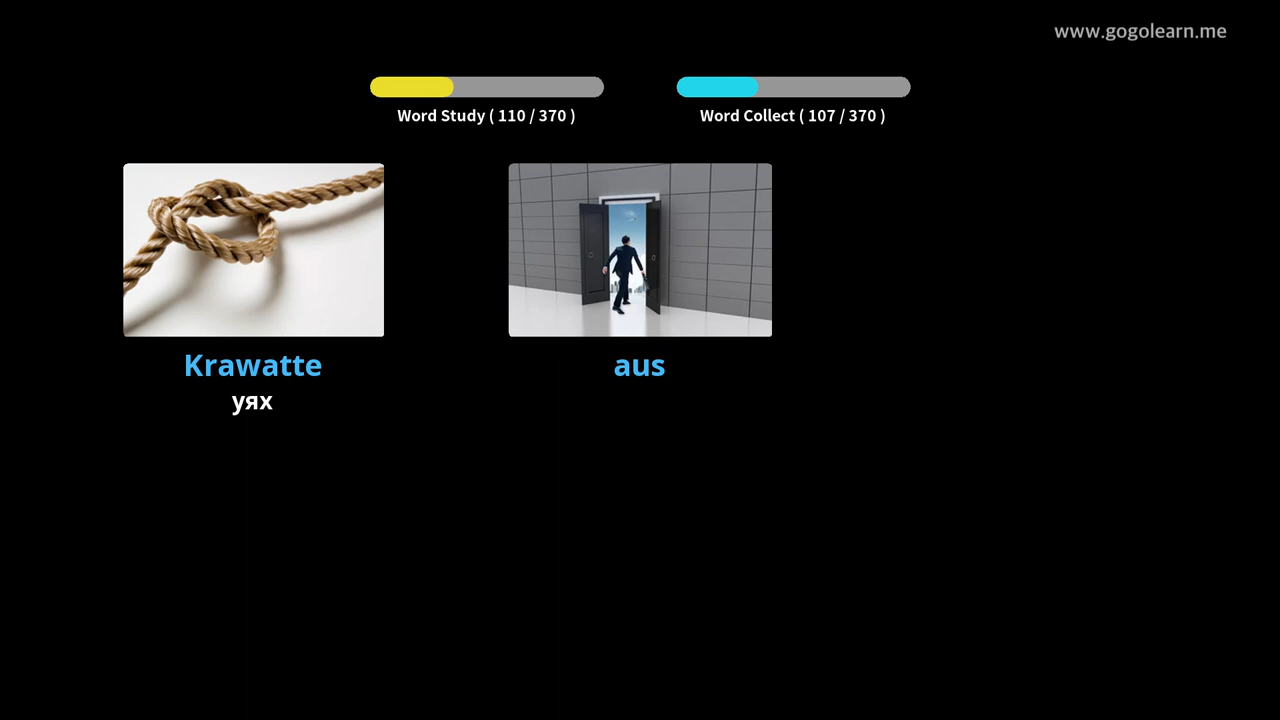 www.gogolearn.me
Word Study ( 110 / 370 )
Word Collect ( 107 / 370 )
Krawatte
уях
aus